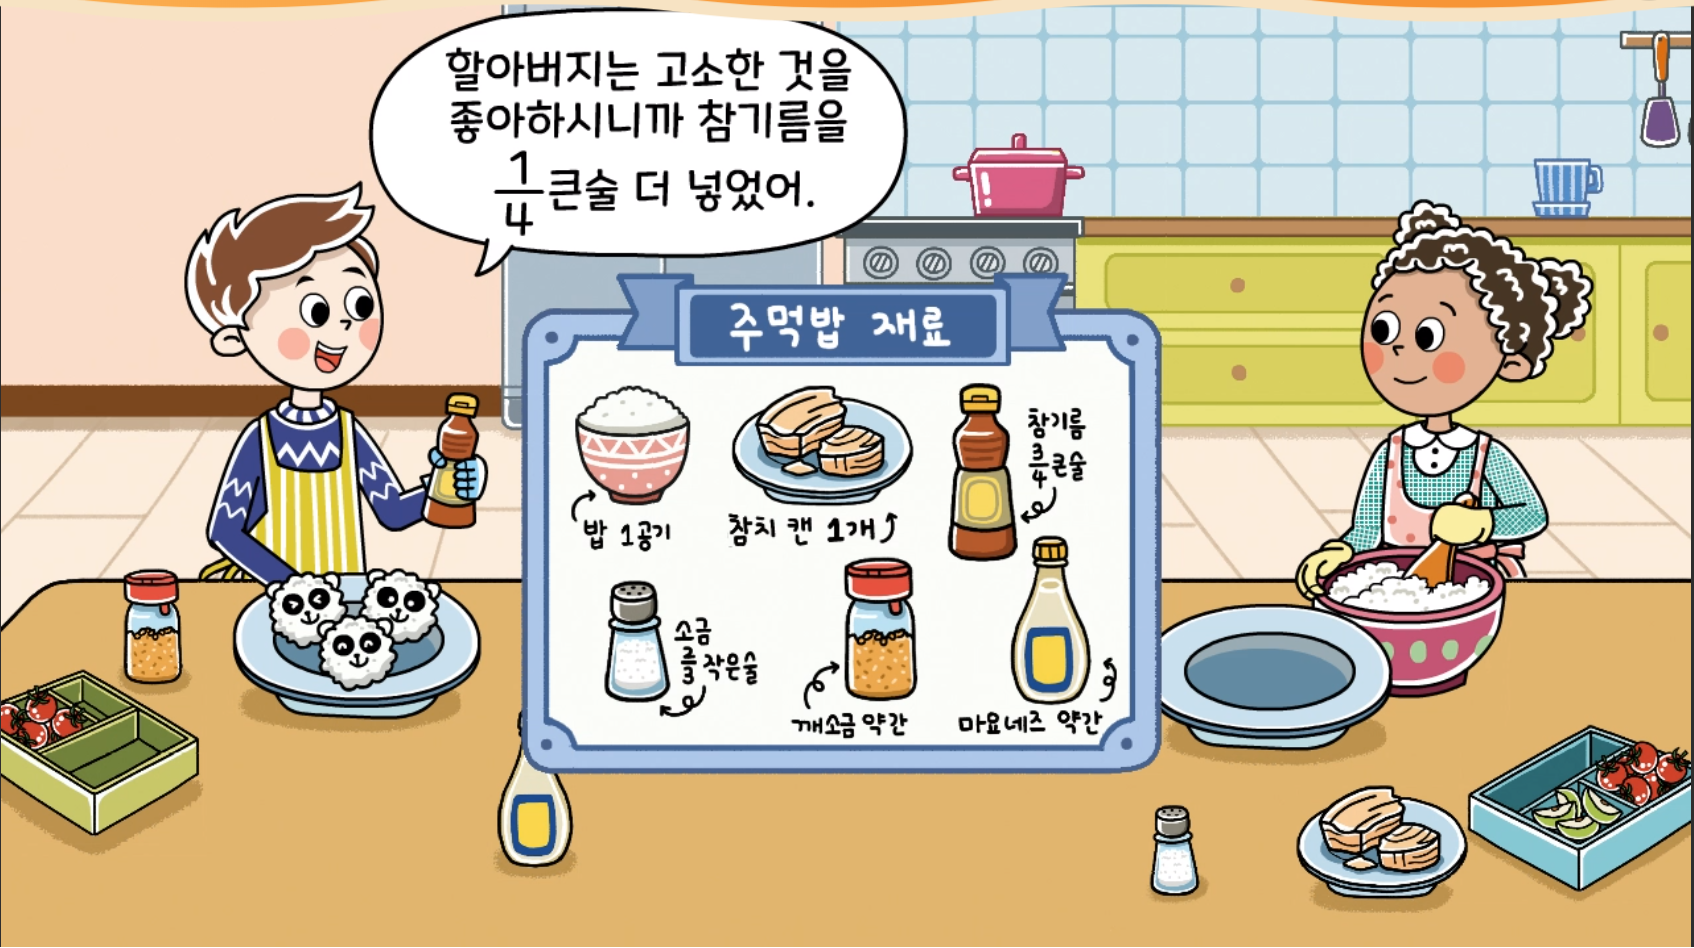 할아버지는 고소한 것을
좋아하시니까 참기름을
1/4 큰술 더 넣었어.
주먹밥 재료
밥 1공기
참치 캔 1개
참기름
3/4 큰술
소금
작은술
깨소금 약간
마요네즈 약간